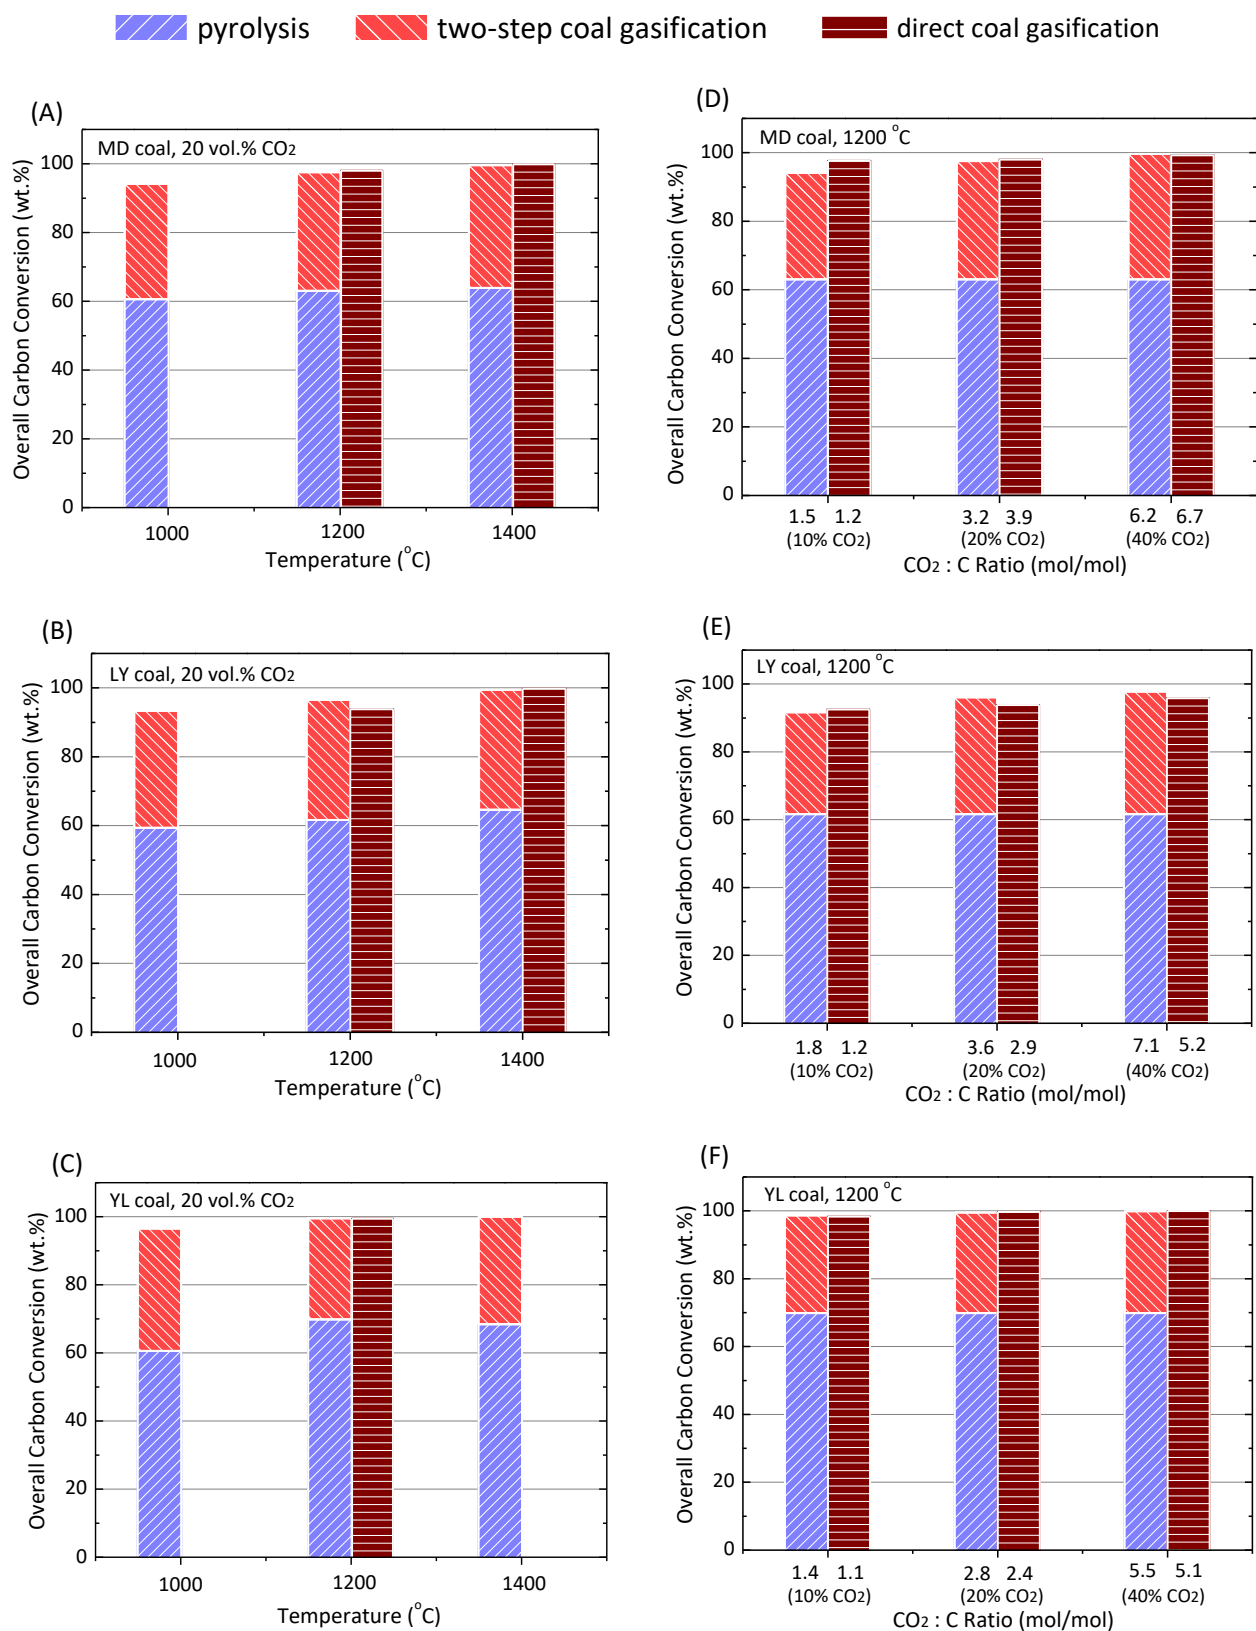 pyrolysis two-step coal gasification direct coal gasification
(A)
MD coal, 20 vol.% CO2
Overall Carbon Conversion (wt.%)
100
80
60
40
20
0
1000 1200 1400
Temperature (°C)
(D)
MD coal, 1200 °C
Overall Carbon Conversion (wt.%)
100
80
60
40
20
0
1.5 1.2 3.2 3.9 6.2 6.7
(10% CO2) (20% CO2) (40% CO2)
CO2 : C Ratio (mol/mol)
(B)
LY coal, 20 vol.% CO2
Overall Carbon Conversion (wt.%)
100
80
60
40
20
0
1000 1200 1400
Temperature (°C)
(E)
LY coal, 1200 °C
Overall Carbon Conversion (wt.%)
100
80
60
40
20
0
1.8 1.2 3.6 2.9 7.1 5.2
(10% CO2) (20% CO2) (40% CO2)
CO2 : C Ratio (mol/mol)
(C)
YL coal, 20 vol.% CO2
Overall Carbon Conversion (wt.%)
100
80
60
40
20
0
1000 1200 1400
Temperature (°C)
(F)
YL coal, 1200 °C
Overall Carbon Conversion (wt.%)
100
80
60
40
20
0
1.4 1.1 2.8 2.4 5.5 5.1
(10% CO2) (20% CO2) (40% CO2)
CO2 : C Ratio (mol/mol)